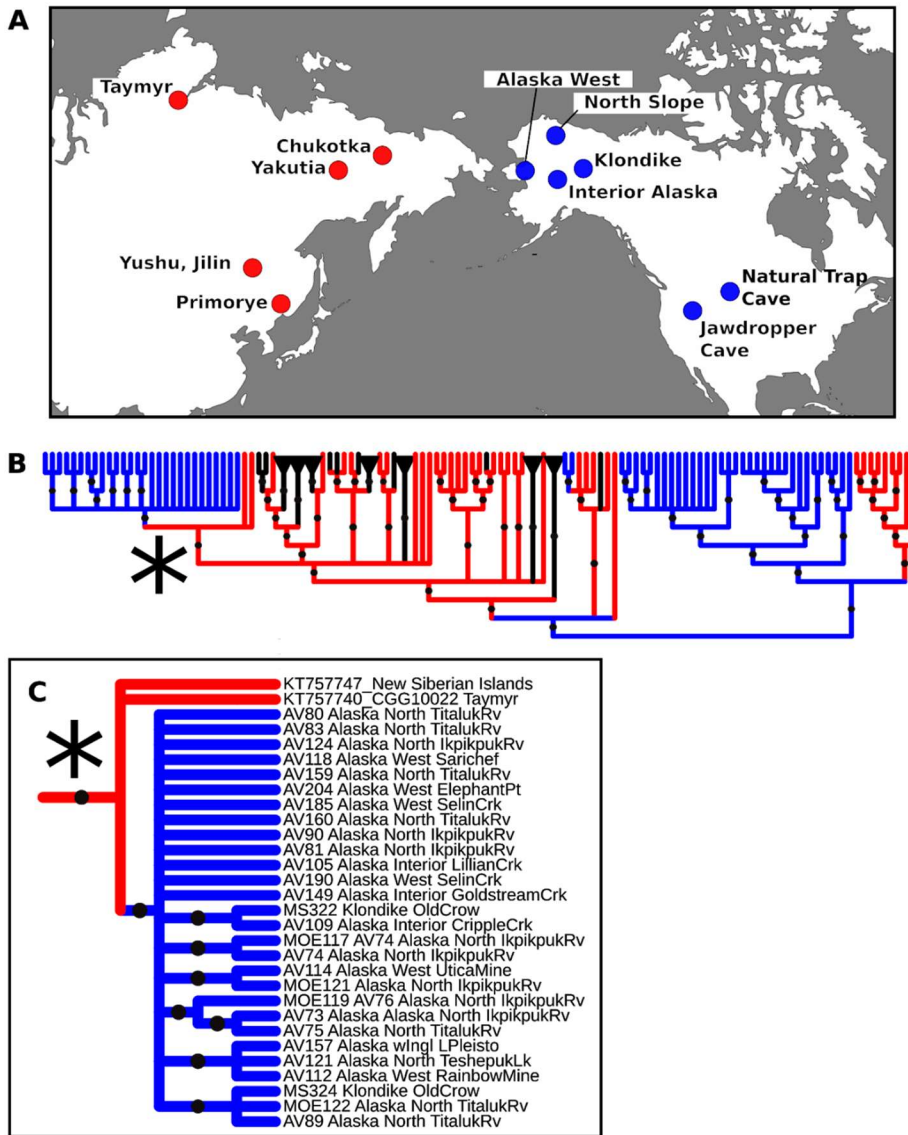 A
Taymyr
Alaska West
North Slope
Chukotka
Yakutia
Klondike
Interior Alaska
Yushu, Jilin
Primorye
Natural Trap
Cave
Jawdropper
Cave
B
C
KT757747_New Siberian Islands
KT757740_CGG10022 Taymyr
AV80 Alaska North TitalukRv
AV83 Alaska North TitalukRv
AV124 Alaska North IkpikpukRv
AV118 Alaska West Sarichef
AV159 Alaska North TitalukRv
AV204 Alaska West ElephantPt
AV185 Alaska West SelinCrk
AV160 Alaska North TitalukRv
AV90 Alaska North IkpikpukRv
AV81 Alaska North IkpikpukRv
AV105 Alaska Interior LillianCrk
AV190 Alaska West SelinCrk
AV149 Alaska Interior GoldstreamCrk
MS322 Klondike OldCrow
AV109 Alaska Interior CrippleCrk
MOE117 AV74 Alaska North IkpikpukRv
AV74 Alaska North IkpikpukRv
AV114 Alaska West UticaMine
MOE121 Alaska North IkpikpukRv
MOE119 AV76 Alaska North IkpikpukRv
AV73 Alaska Alaska North IkpikpukRv
AV75 Alaska North TitalukRv
AV157 Alaska wIngl LPleisto
AV121 Alaska North TeshepukLk
AV112 Alaska West RainbowMine
MS324 Klondike OldCrow
MOE122 Alaska North TitalukRv
AV89 Alaska North TitalukRv